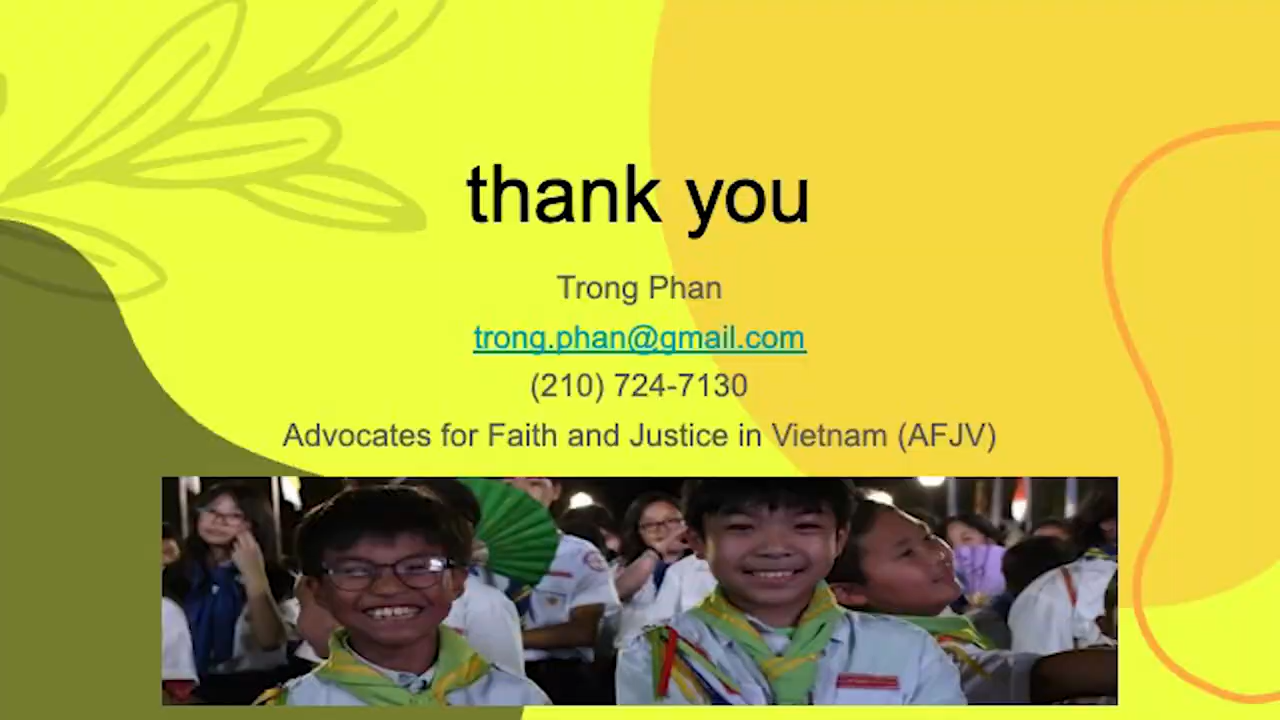 thank you
Trong Phan
trong.phan@gmail.com
(210) 724-7130
Advocates for Faith and Justice in Vietnam (AFJV)